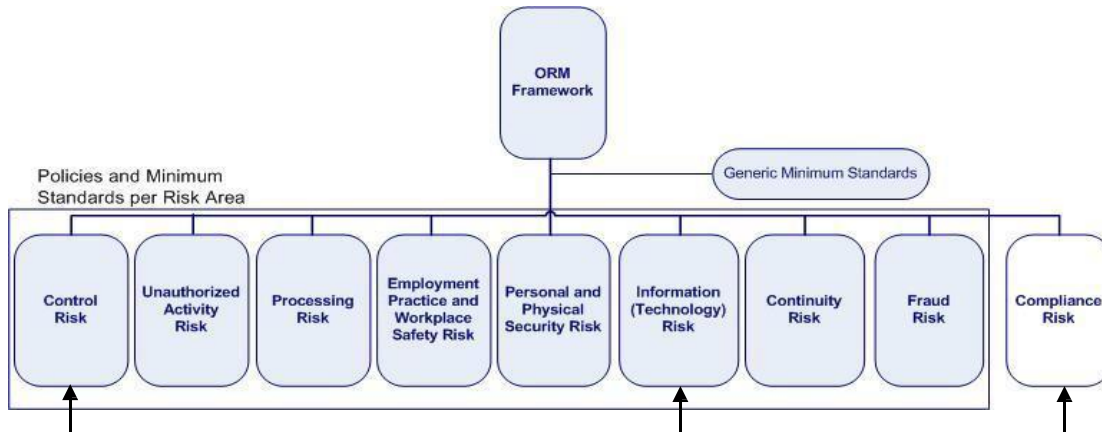 ORM
Framework
Generic Minimum Standards
Policies and Minimum
Standards per Risk Area
Control
Risk
Unauthorized
Activity
Risk
Processing
Risk
Employment
Practice and
Workplace
Safety Risk
Personal and
Physical
Security Risk
Information
(Technology)
Risk
Continuity
Risk
Fraud
Risk
Compliance
Risk